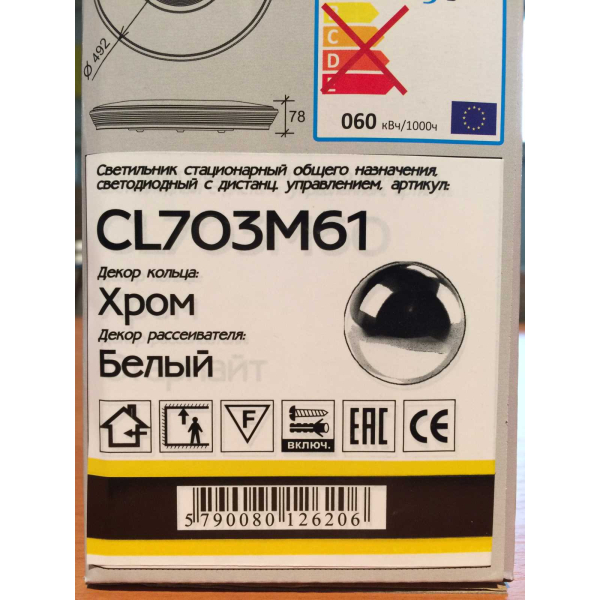 Ø 492
78
C
D
060 кВч/1000ч
Светильник стационарный общего назначения,
светодиодный с дистанц. управлением, артикул:
CL703M61
Декор кольца:
Хром
Декор рассеивателя:
Белый
F
включ.
EAC
CE
5 790080 126206